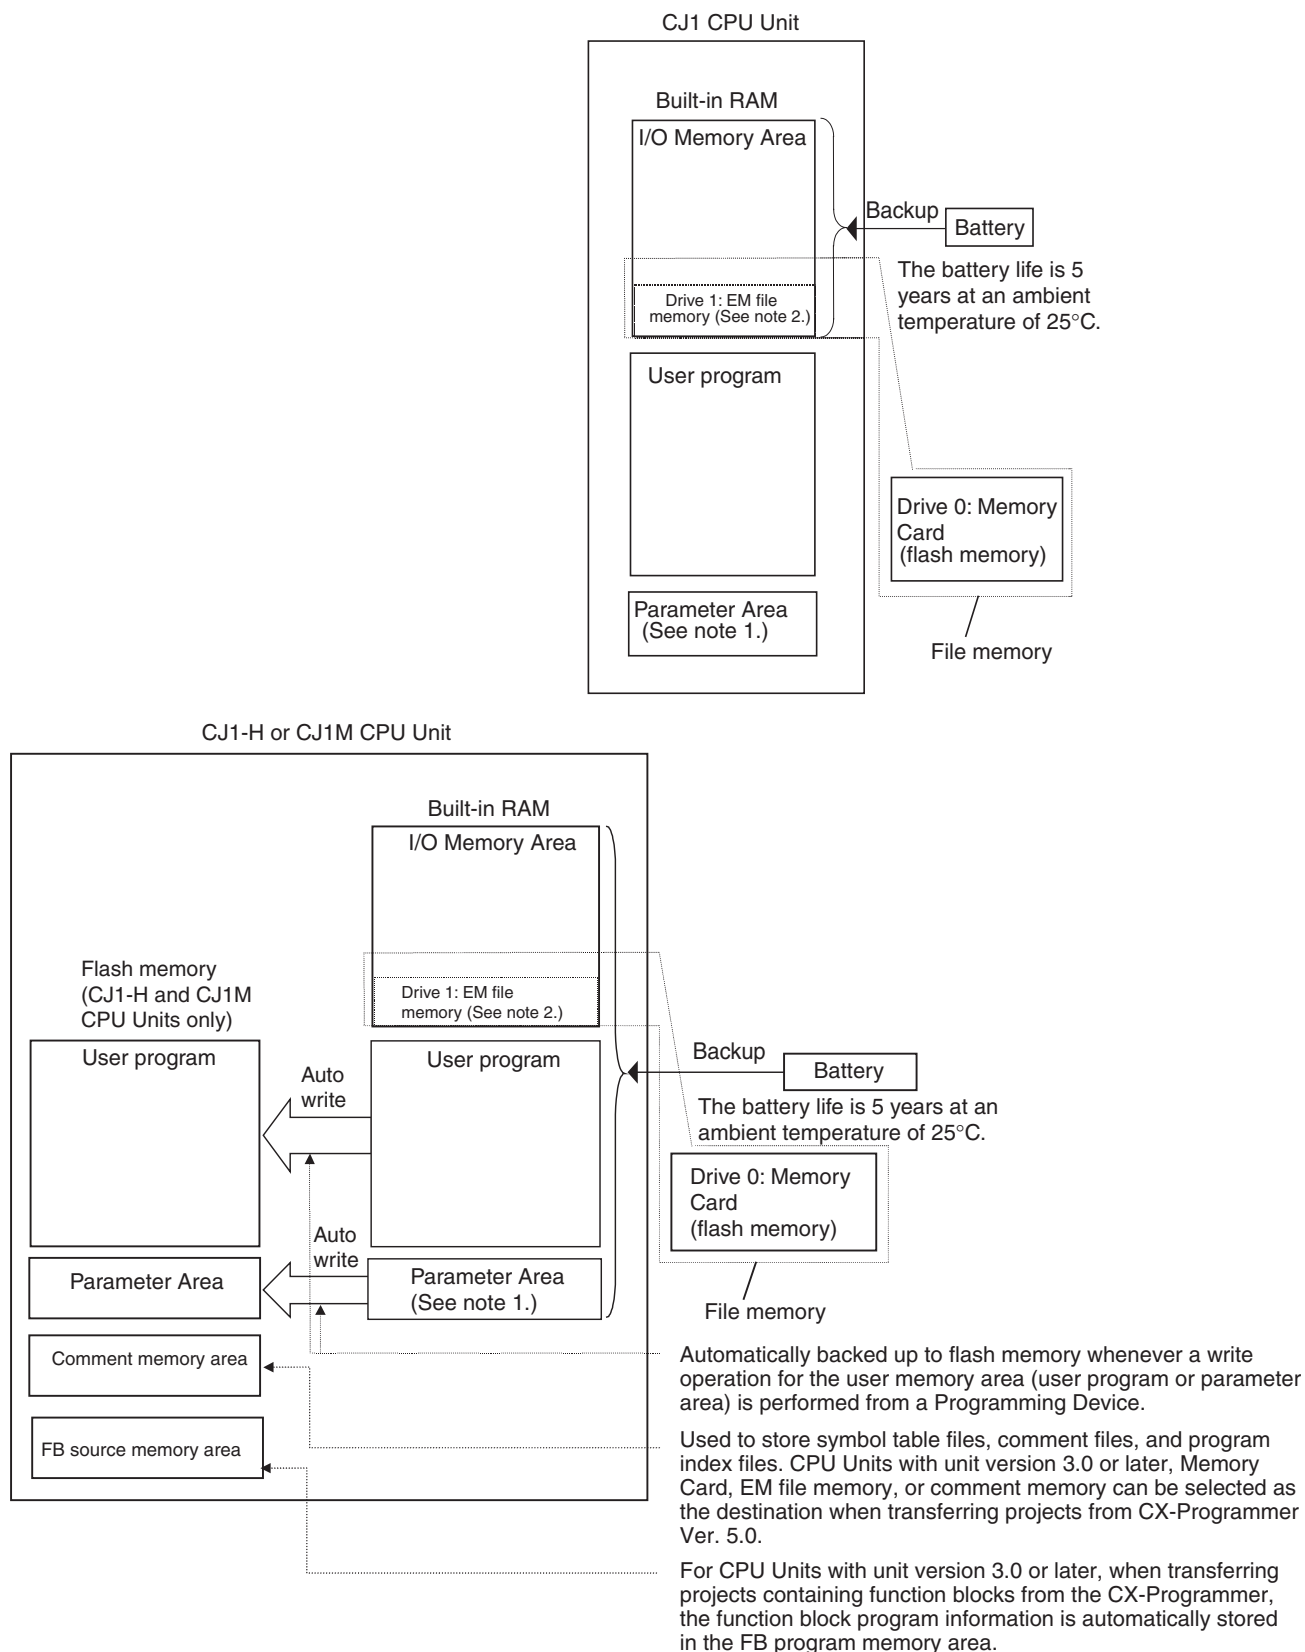 CJ1 CPU Unit
Built-in RAM
I/O Memory Area
Backup
Battery
The battery life is 5
years at an ambient
temperature of 25°C.
Drive 1: EM file
memory (See note 2.)
User program
Drive 0: Memory
Card
(flash memory)
Parameter Area
(See note 1.)
File memory
CJ1-H or CJ1M CPU Unit
Built-in RAM
I/O Memory Area
Flash memory
(CJ1-H and CJ1M
CPU Units only)
Drive 1: EM file
memory (See note 2.)
User program
Auto
write
User program
Backup
Battery
The battery life is 5 years at an
ambient temperature of 25°C.
Drive 0: Memory
Card
(flash memory)
Auto
write
Parameter Area
Parameter Area
(See note 1.)
File memory
Comment memory area
FB source memory area
Automatically backed up to flash memory whenever a write
operation for the user memory area (user program or parameter
area) is performed from a Programming Device.
Used to store symbol table files, comment files, and program
index files. CPU Units with unit version 3.0 or later, Memory
Card, EM file memory, or comment memory can be selected as
the destination when transferring projects from CX-Programmer
Ver. 5.0.
For CPU Units with unit version 3.0 or later, when transferring
projects containing function blocks from the CX-Programmer,
the function block program information is automatically stored
in the FB program memory area.